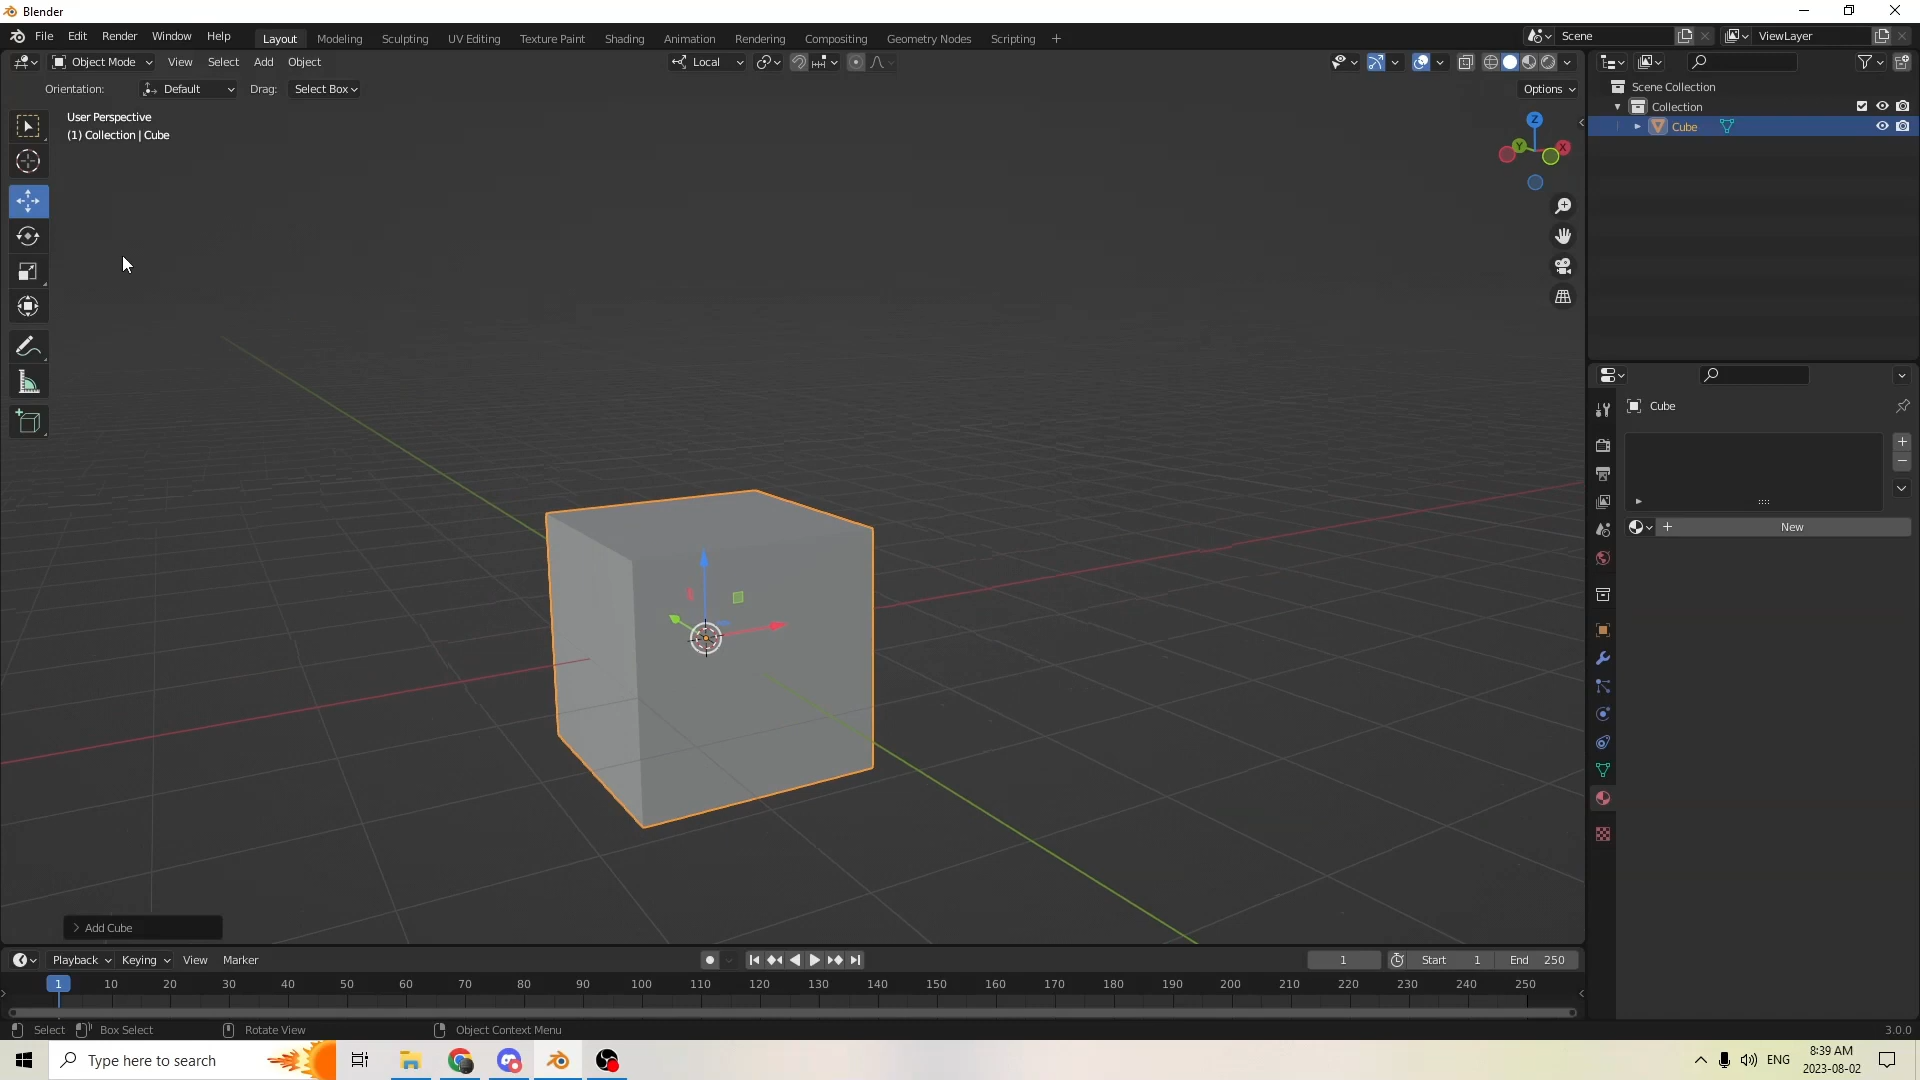 Blender
File Edit Render Window Help Layout Modeling Sculpting UV Editing Texture Paint Shading Animation Rendering Compositing Geometry Nodes Scripting + Scene ViewLayer
Object Mode View Select Add Object Local
Orientation: Default Drag: Select Box Options
User Perspective
(1) Collection | Cube
Z
Y
X
Scene Collection
Collection
Cube
Cube
New
Add Cube
Playback Keying View Marker 1 Start 1 End 250
1 10 20 30 40 50 60 70 80 90 100 110 120 130 140 150 160 170 180 190 200 210 220 230 240 250
Select Box Select Rotate View Object Context Menu 3.0.0
Type here to search
ENG
8:39 AM
2023-08-02